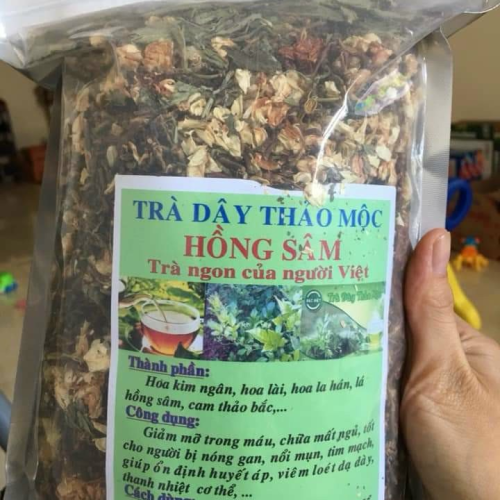 TRÀ DÂY THẢO MỘC
HỒNG SÂM
Trà ngon của người Việt
Thành phần:
Hoa kim ngân, hoa lài, hoa la hán, lá
hồng sâm, cam thảo bắc,...
Công dụng:
Giảm mỡ trong máu, chữa mất ngủ, tốt
cho người bị nóng gan, nổi mụn, tim mạch,
giúp ổn định huyết áp, viêm loét dạ dày,
thanh nhiệt cơ thể, ...
Cách dùng: